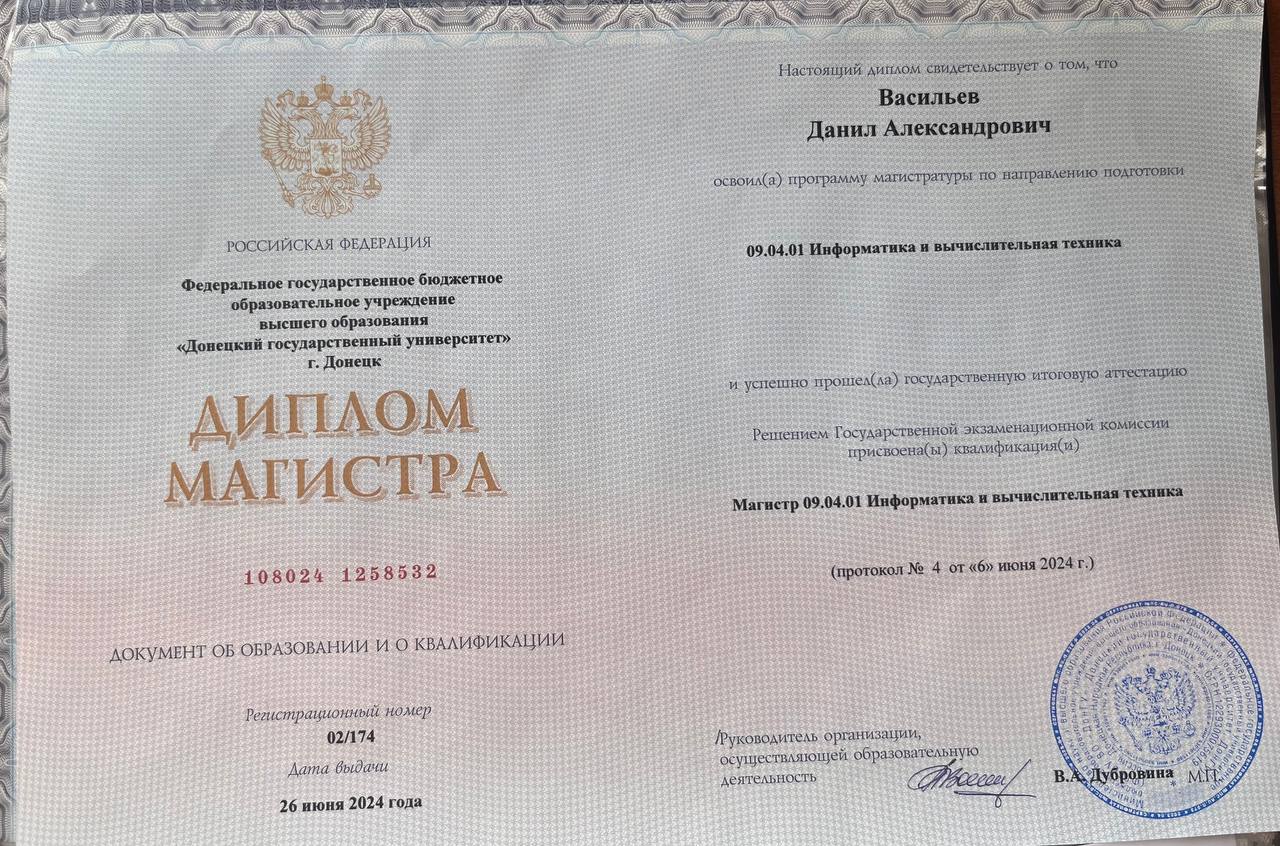 РОССИЙСКАЯ ФЕДЕРАЦИЯ
Федеральное государственное бюджетное
образовательное учреждение
высшего образования
«Донецкий государственный университет»
г. Донецк
ДИПЛОМ
МАГИСТРА
108024 1258532
ДОКУМЕНТ ОБ ОБРАЗОВАНИИ И О КВАЛИФИКАЦИИ
Регистрационный номер
02/174
Дата выдачи
26 июня 2024 года
Настоящий диплом свидетельствует о том, что
Васильев
Данил Александрович
освоил(а) программу магистратуры по направлению подготовки
09.04.01 Информатика и вычислительная техника
и успешно прошел(ла) государственную итоговую аттестацию
Решением Государственной экзаменационной комиссии
присвоена(ы) квалификация(и)
Магистр 09.04.01 Информатика и вычислительная техника
(протокол № 4 от «6» июня 2024 г.)
Руководитель организации,
осуществляющей образовательную
деятельность
В.А. Дубровина М.П.